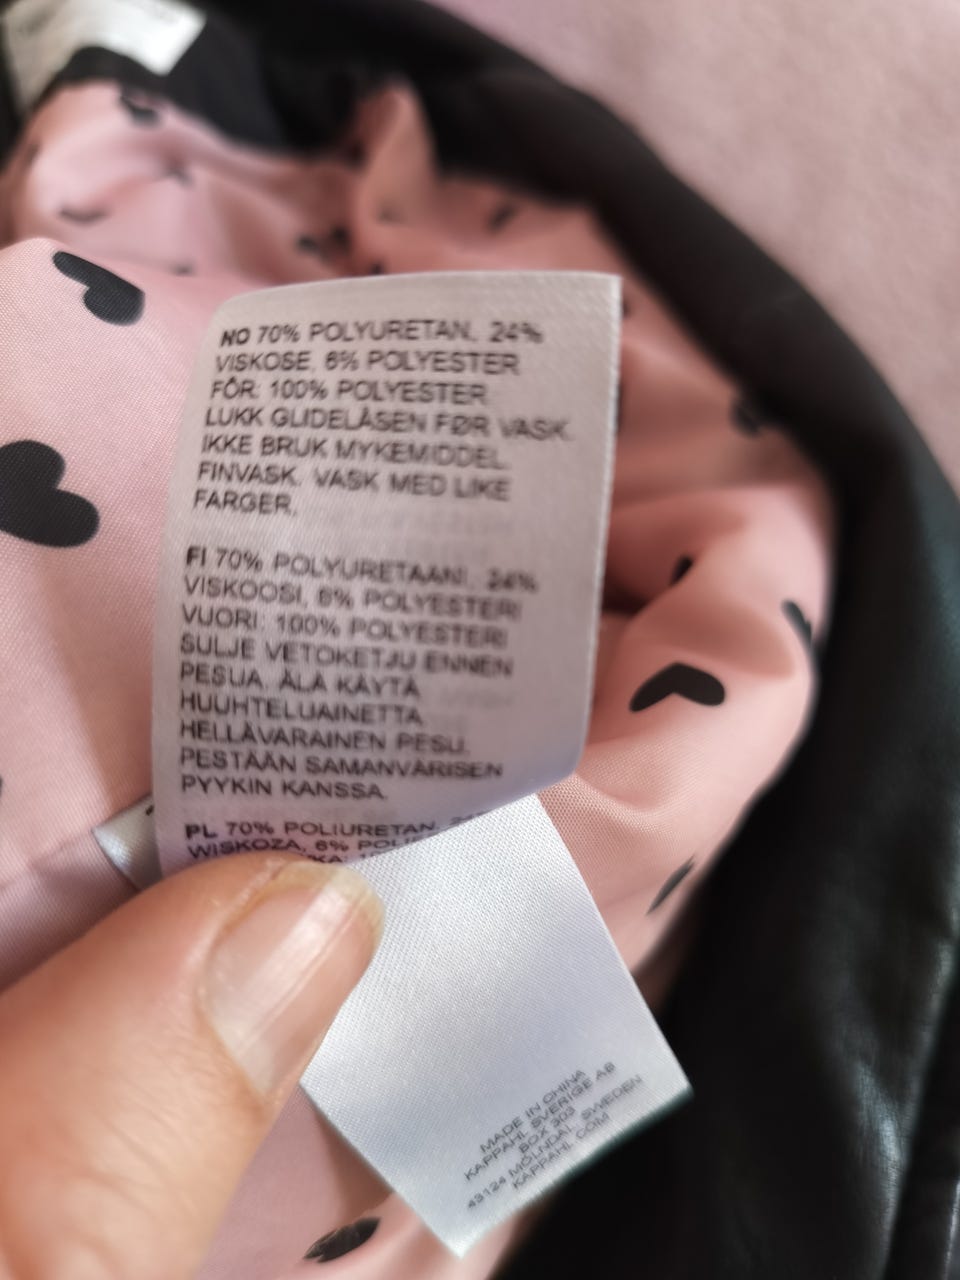 NO 70% POLYURETAN, 24%
VISKOSE, 6% POLYESTER
FÔR: 100% POLYESTER
LUKK GLIDELÅSEN FØR VASK.
IKKE BRUK MYKEMIDDEL.
FINVASK. VASK MED LIKE
FARGER.
FI 70% POLYURETAANI, 24%
VISKOOSI, 6% POLYESTERI
VUORI: 100% POLYESTERI
SULJE VETOKETJU ENNEN
PESUA. ÄLÄ KÄYTÄ
HUUHTELUAINETTA.
HELLÄVARAINEN PESU.
PESTÄÄN SAMANVÄRISEN
PYYKIN KANSSA.
PL 70% POLIURETAN,
WISKOZA, 6%
MADE IN CHINA
KAPPAHL SVERIGE AB
BOX 303
43124 MÖLNDAL, SWEDEN
KAPPAHL.COM